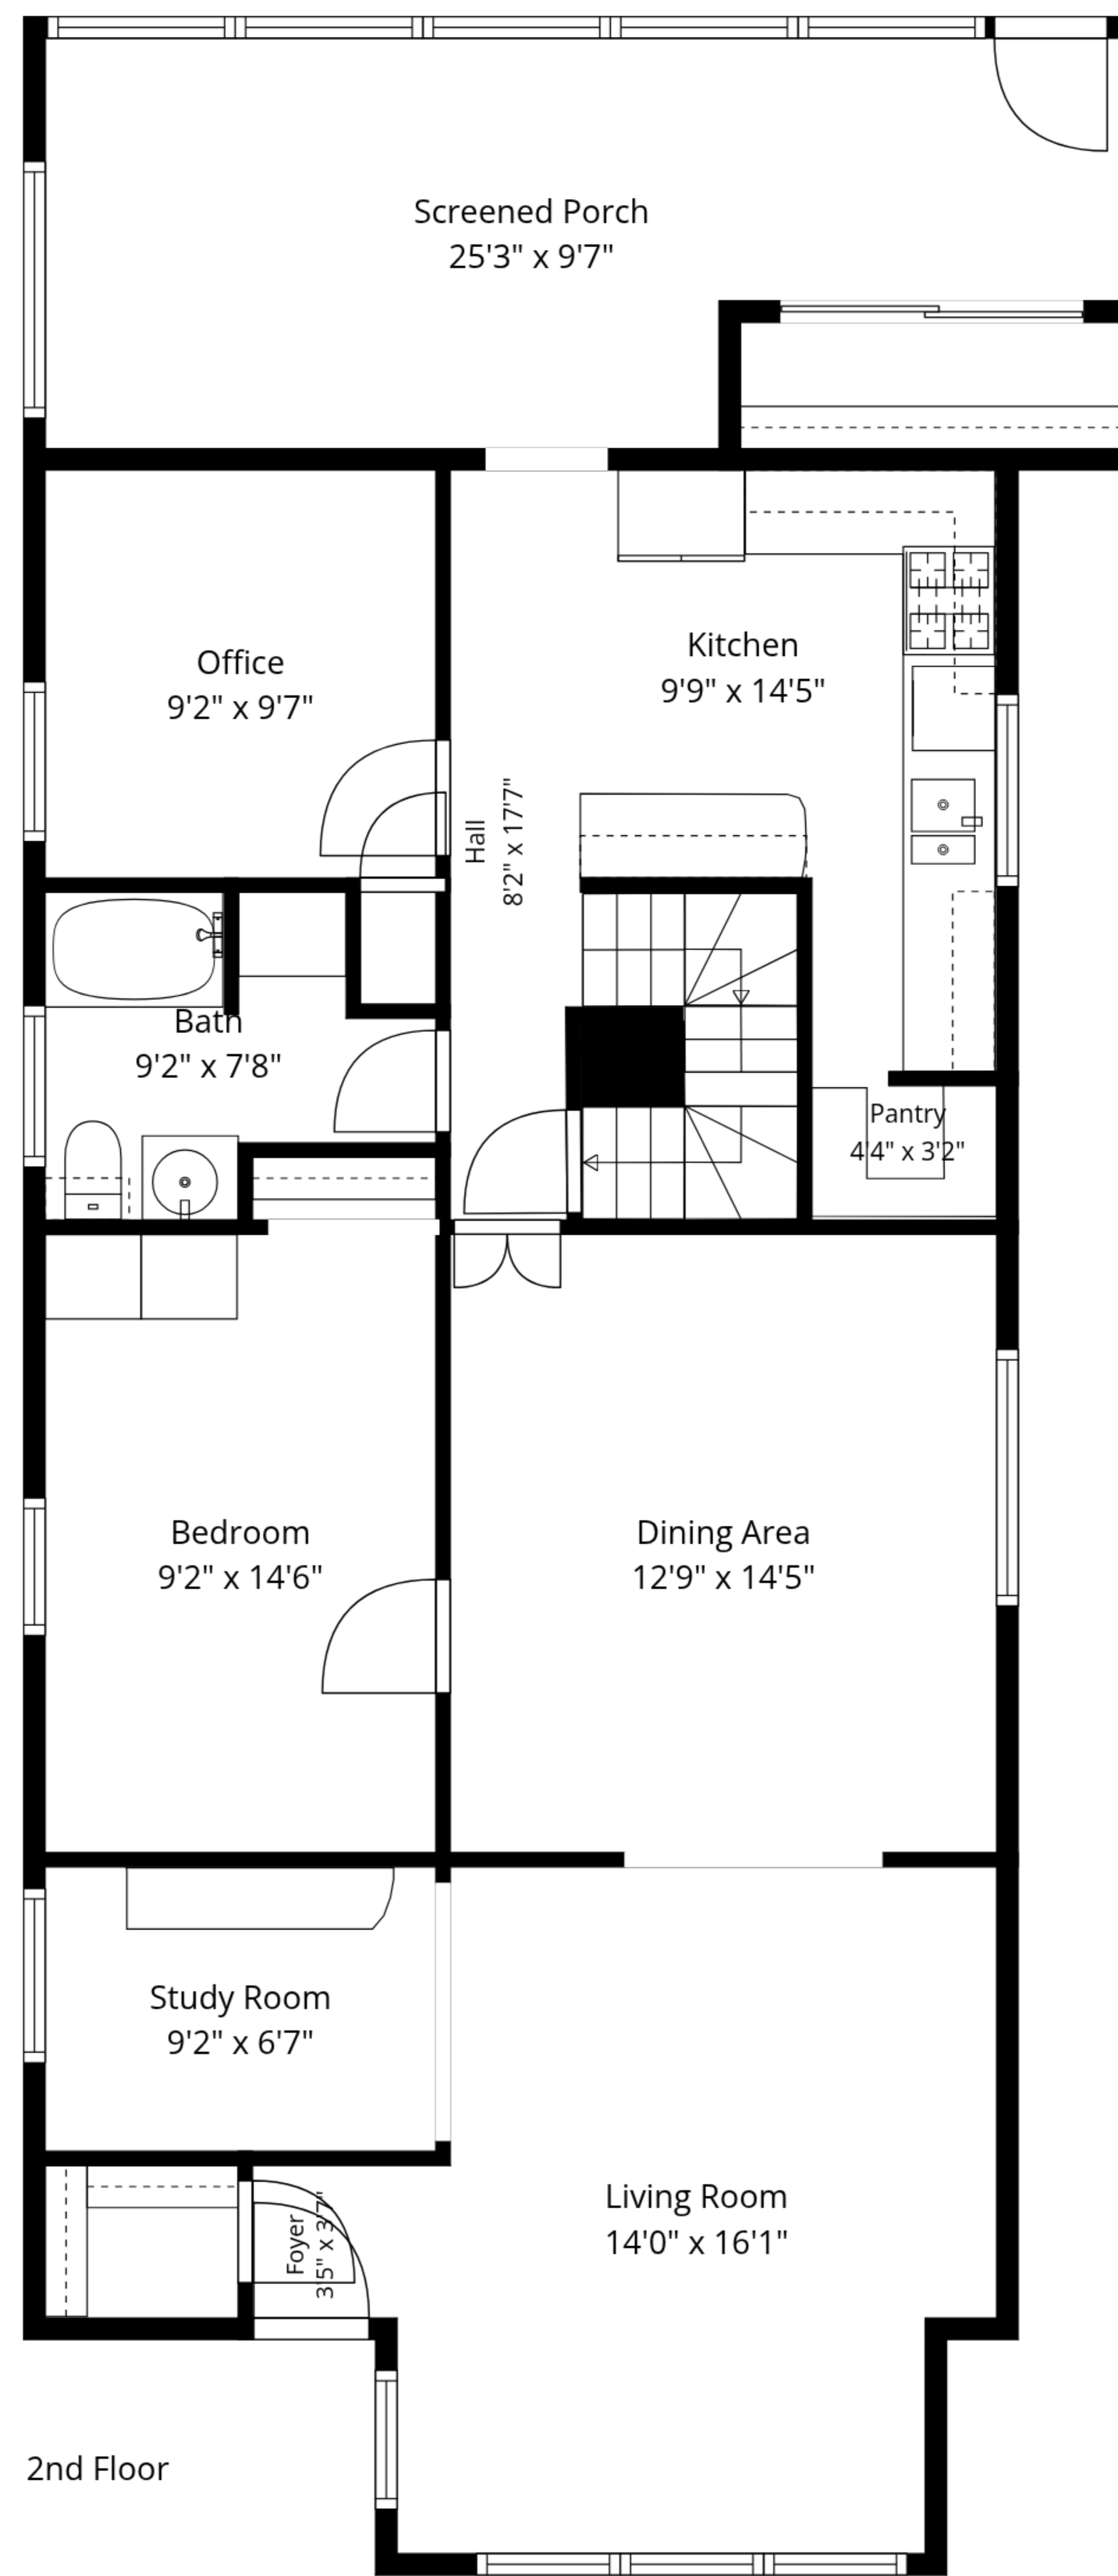 Screened Porch
25'3" x 9'7"
Office
9'2" x 9'7"
Kitchen
9'9" x 14'5"
Hall
8'2" x 17'7"
Bath
9'2" x 7'8"
Pantry
4'4" x 3'2"
Bedroom
9'2" x 14'6"
Dining Area
12'9" x 14'5"
Study Room
9'2" x 6'7"
Living Room
14'0" x 16'1"
Foyer
3'5" x 3'7"
2nd Floor